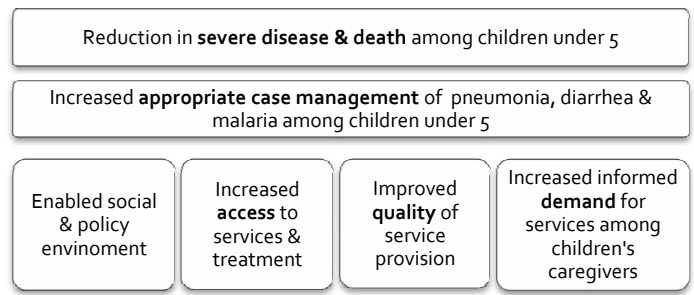 Reduction in severe disease & death among children under 5
Increased appropriate case management of pneumonia, diarrhea &
malaria among children under 5
Enabled social
& policy
envinoment
Increased
access to
services &
treatment
Improved
quality of
service
provision
Increased informed
demand for
services among
children's
caregivers